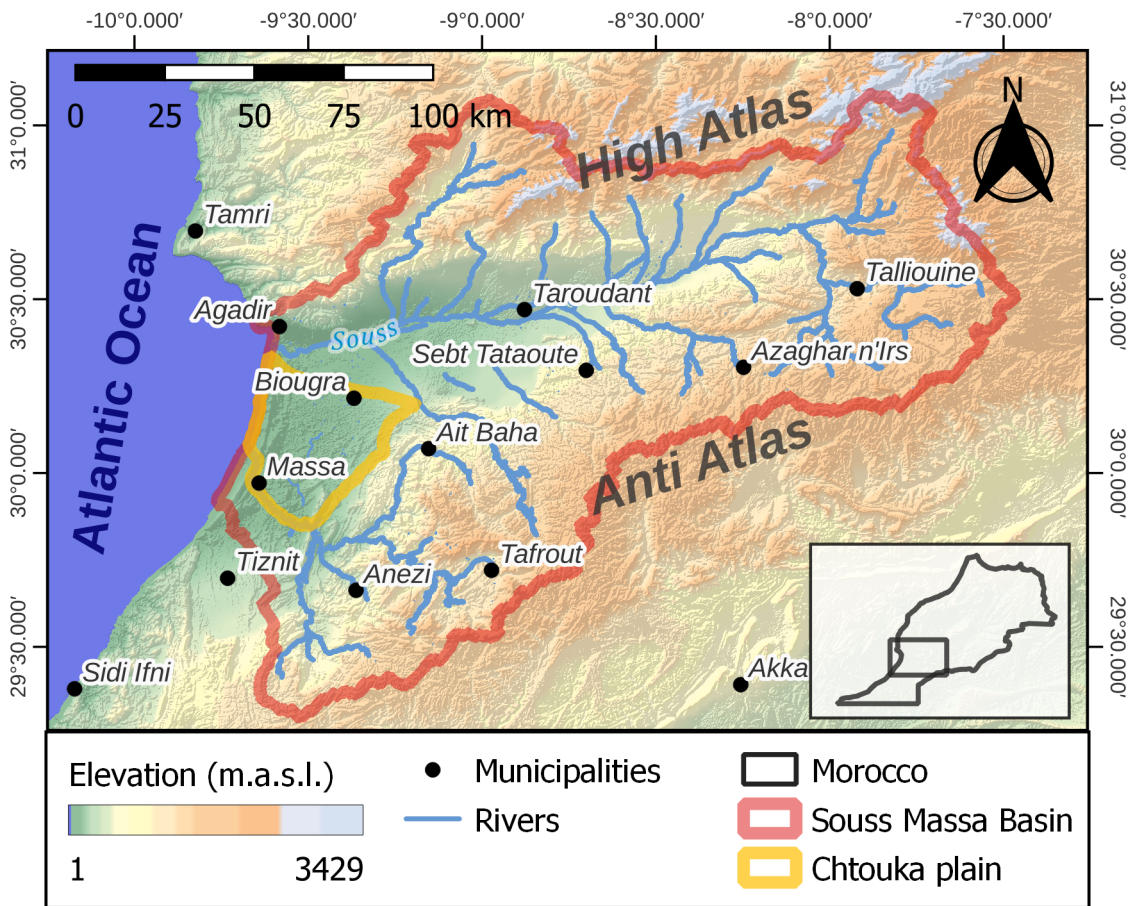 -10°0.000' -9°30.000' -9°0.000' -8°30.000' -8°0.000' -7°30.000'
0 25 50 75 100 km
N
31°0.000'
31°0.000'
High Atlas
Tamri
Atlantic Ocean
Talliouine
Taroudant
Agadir
30°30.000'
30°30.000'
Souss
Sebt Tataoute
Azaghar n'Irs
Biougra
Ait Baha
Anti Atlas
Massa
30°0.000'
30°0.000'
Tiznit
Anezi
Tafrout
29°30.000'
29°30.000'
Sidi Ifni
Akka
Elevation (m.a.s.l.)
1 3429
Municipalities
Rivers
Morocco
Souss Massa Basin
Chtouka plain